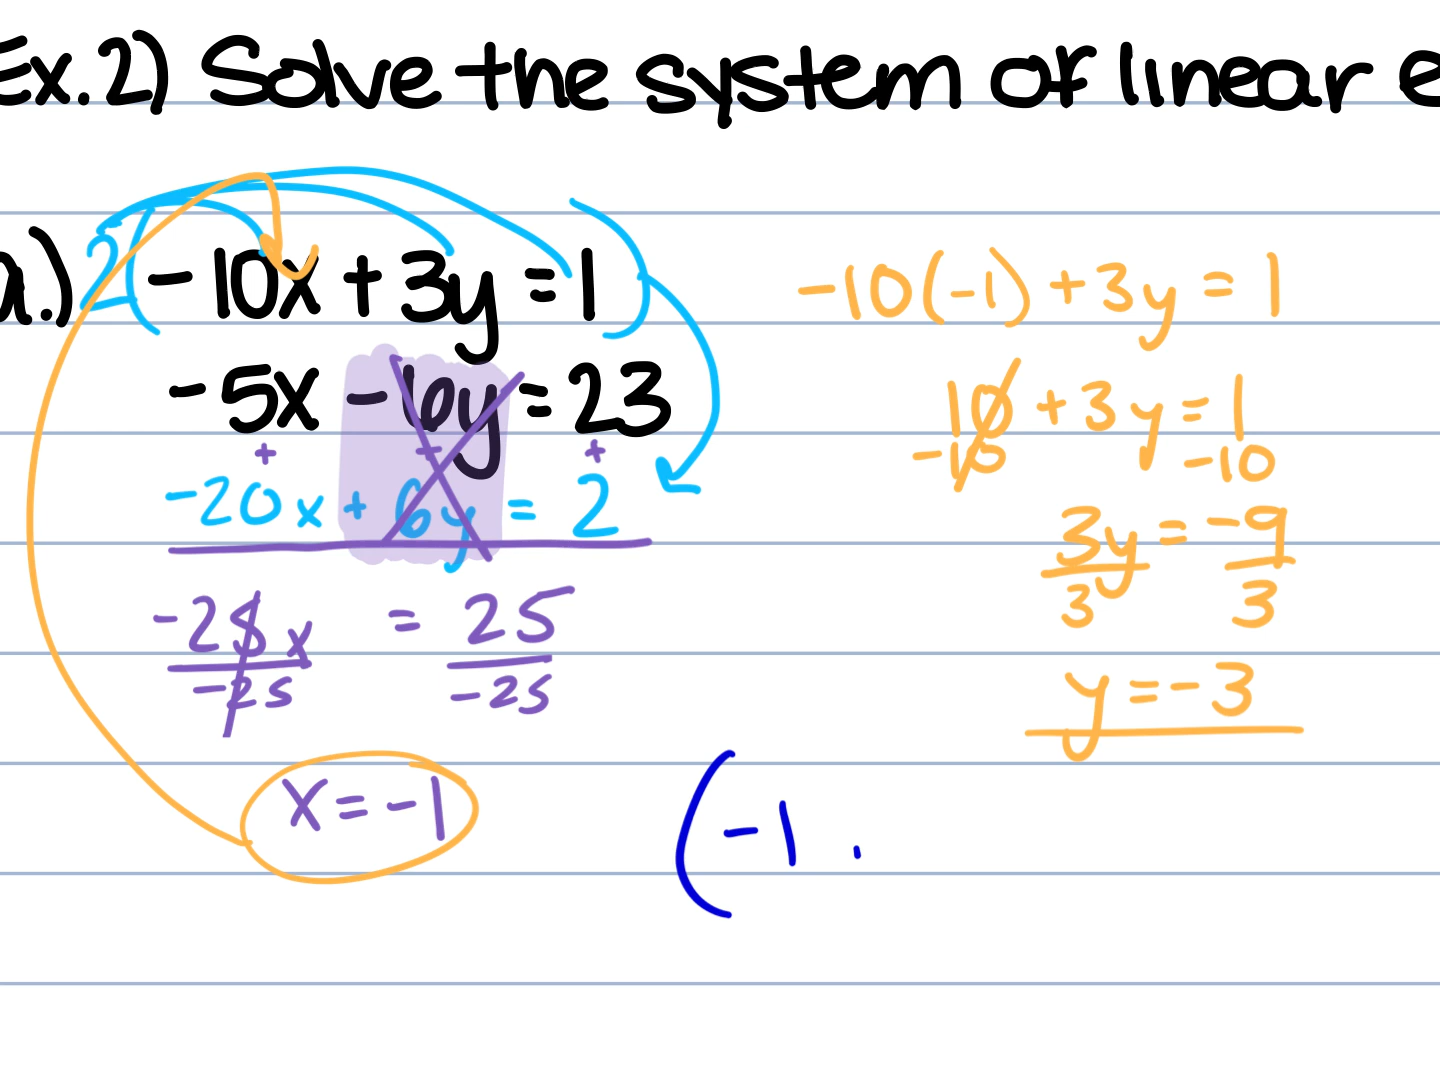 Ex. 2) Solve the system of linear e
a.) 2(-10x + 3y = 1)
-5x - 6y = 23
+ + +
-20x + 6y = 2
-25x = 25
-25 -25
x = -1
-10(-1) + 3y = 1
10 + 3y = 1
-10 -10
3y = -9
3 3
y = -3
(-1 .